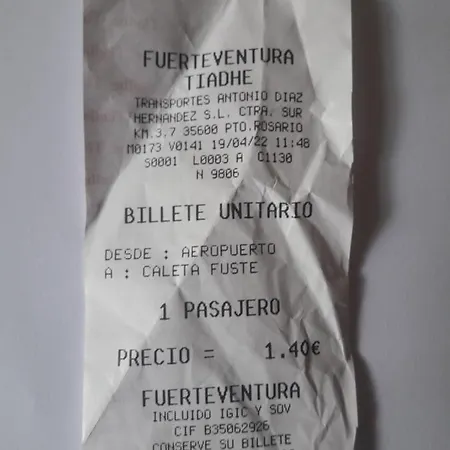 FUERTEVENTURA
TIADHE
TRANSPORTES ANTONIO DIAZ
HERNANDEZ S.L. CTRA. SUR
KM.3.7 35600 PTO.ROSARIO
M0173 V0141 19/04/22 11:48
S0001 L0003 A C1130
N 9806
BILLETE UNITARIO
DESDE : AEROPUERTO
A : CALETA FUSTE
1 PASAJERO
PRECIO = 1.40€
FUERTEVENTURA
INCLUIDO IGIC Y SOV
CIF B35062926
CONSERVE SU BILLETE